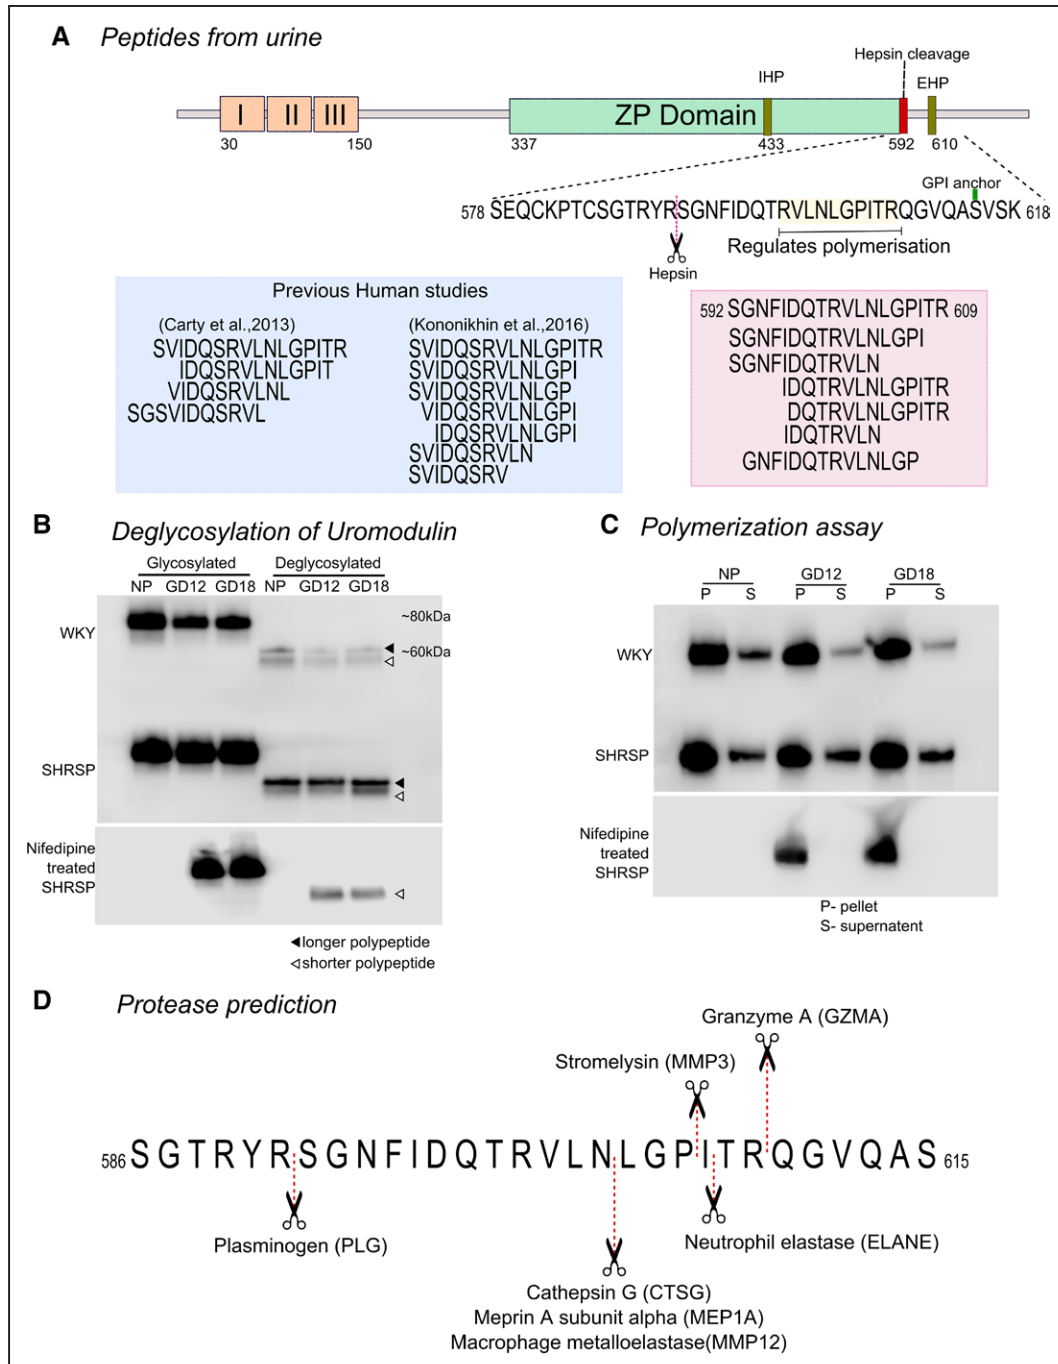 A Peptides from urine
Hepsin cleavage
IHP
EHP
I II III ZP Domain
30 150 337 433 592 610
GPI anchor
578 SEQCKPTCSGTRYRSGNFIDQTRVLNLGPITRQGVQASVSK 618
Regulates polymerisation
Hepsin
Previous Human studies
(Carty et al.,2013)
SVIDQSRVLNLGPITR
IDQSRVLNLGPIT
VIDQSRVLNL
SGSVIDQSRVL
(Kononikhin et al.,2016)
SVIDQSRVLNLGPITR
SVIDQSRVLNLGPI
SVIDQSRVLNLGP
VIDQSRVLNLGPI
IDQSRVLNLGPI
SVIDQSRVLN
SVIDQSRV
592 SGNFIDQTRVLNLGPITR 609
SGNFIDQTRVLNLGPI
SGNFIDQTRVLN
IDQTRVLNLGPITR
DQTRVLNLGPITR
IDQTRVLN
GNFIDQTRVLNLGP
B Deglycosylation of Uromodulin
Glycosylated Deglycosylated
NP GD12 GD18 NP GD12 GD18
WKY
~80kDa
~60kDa
SHRSP
Nifedipine
treated
SHRSP
longer polypeptide
shorter polypeptide
C Polymerization assay
NP GD12 GD18
P S P S P S
WKY
SHRSP
Nifedipine
treated
SHRSP
P- pellet
S- supernatent
D Protease prediction
Granzyme A (GZMA)
Stromelysin (MMP3)
586 SGTRYRSGNFIDQTRVLNLGPITRQGVQAS 615
Plasminogen (PLG)
Neutrophil elastase (ELANE)
Cathepsin G (CTSG)
Meprin A subunit alpha (MEP1A)
Macrophage metalloelastase(MMP12)